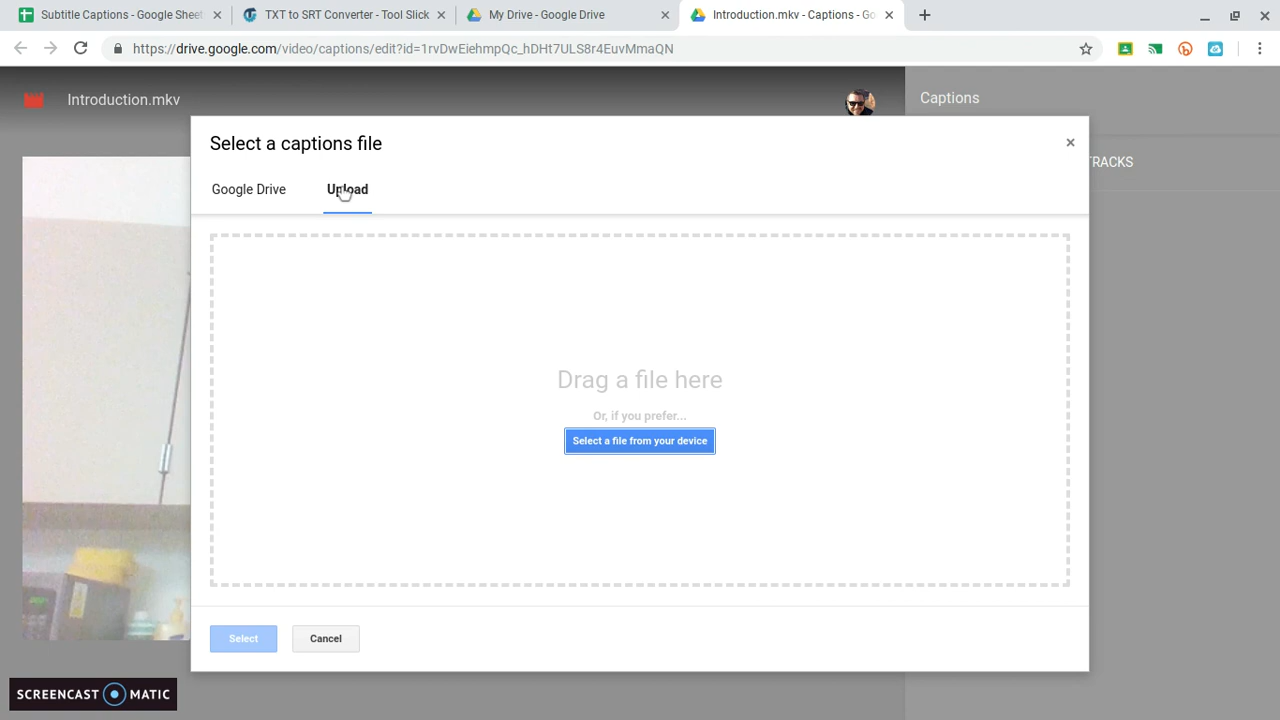 Subtitle Captions - Google Sheet
TXT to SRT Converter - Tool Slick
My Drive - Google Drive
Introduction.mkv - Captions - Go
https://drive.google.com/video/captions/edit?id=1rvDwEiehmpQc_hDHt7ULS8r4EuvMmaQN
Introduction.mkv
Captions
TRACKS
Select a captions file
Google Drive
Upload
Drag a file here
Or, if you prefer...
Select a file from your device
Select
Cancel
SCREENCAST MATIC